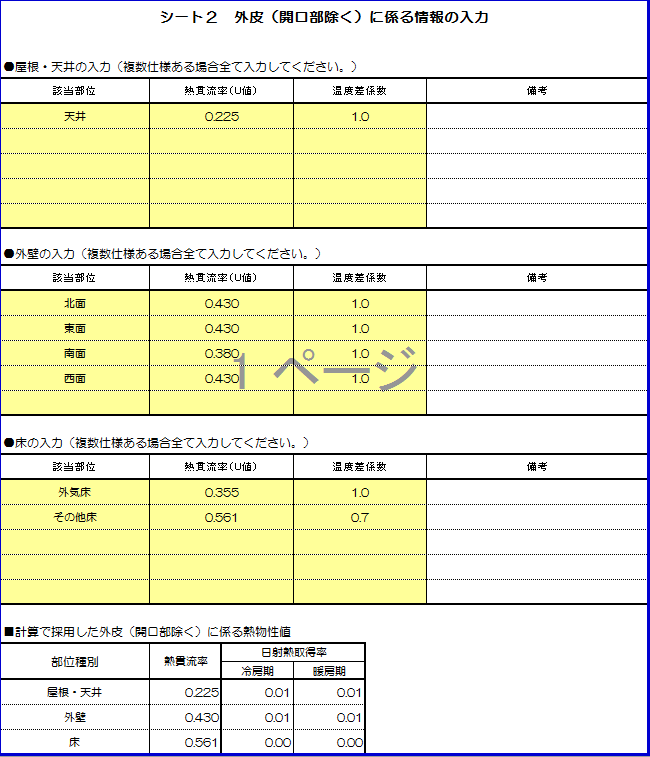 シート２　外皮（開口部除く）に係る情報の入力
●屋根・天井の入力（複数仕様ある場合全て入力してください。）
該当部位 熱貫流率(U値) 温度差係数 備考
天井 0.225 1.0
●外壁の入力（複数仕様ある場合全て入力してください。）
該当部位 熱貫流率(U値) 温度差係数 備考
北面 0.430 1.0
東面 0.430 1.0
南面 0.380 1.0
西面 0.430 1.0
1 ページ
●床の入力（複数仕様ある場合全て入力してください。）
該当部位 熱貫流率(U値) 温度差係数 備考
外気床 0.355 1.0
その他床 0.561 0.7
■計算で採用した外皮（開口部除く）に係る熱物性値
部位種別 熱貫流率 日射熱取得率
冷房期 暖房期
屋根・天井 0.225 0.01 0.01
外壁 0.430 0.01 0.01
床 0.561 0.00 0.00